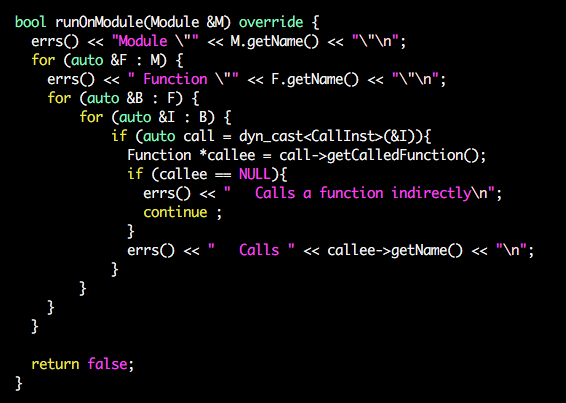 bool runOnModule(Module &M) override {
  errs() << "Module \"" << M.getName() << "\"\n";
  for (auto &F : M) {
    errs() << " Function \"" << F.getName() << "\"\n";
    for (auto &B : F) {
        for (auto &I : B) {
            if (auto call = dyn_cast<CallInst>(&I)){
              Function *callee = call->getCalledFunction();
              if (callee == NULL){
                errs() << "   Calls a function indirectly\n";
                continue ;
              }
              errs() << "   Calls " << callee->getName() << "\n";
            }
        }
    }
  }
  return false;
}